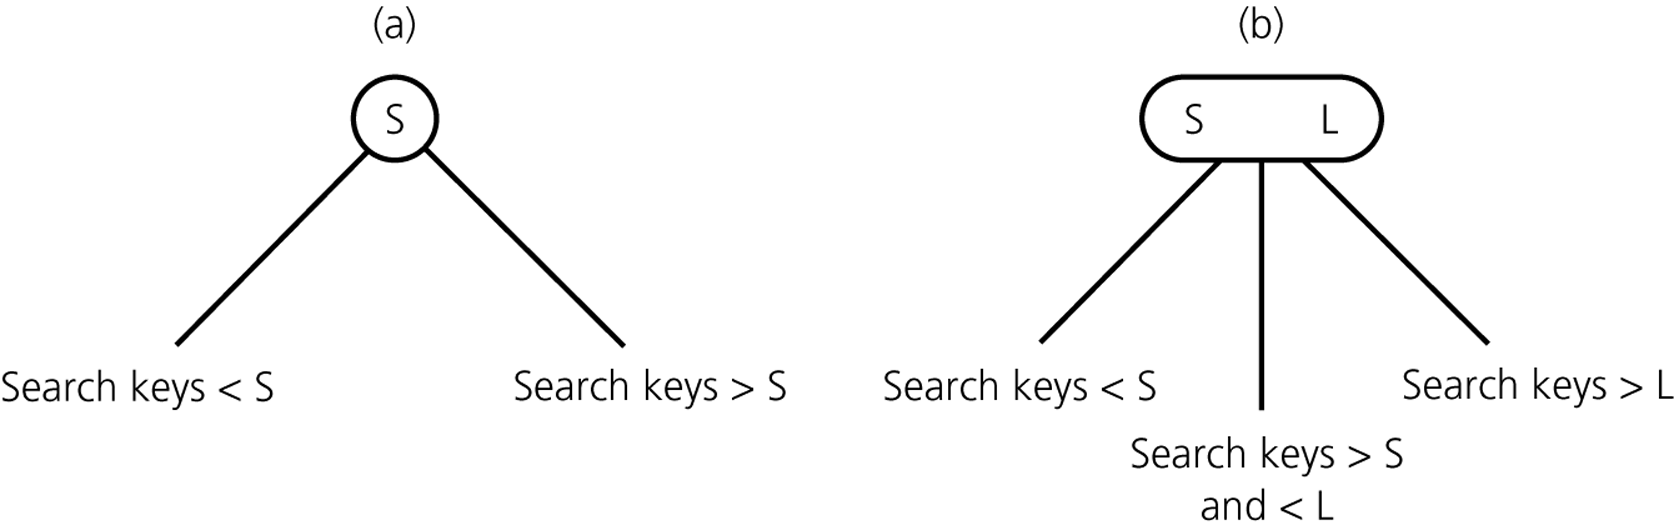 (a)
S
Search keys < S
Search keys > S
(b)
S L
Search keys < S
Search keys > S
and < L
Search keys > L